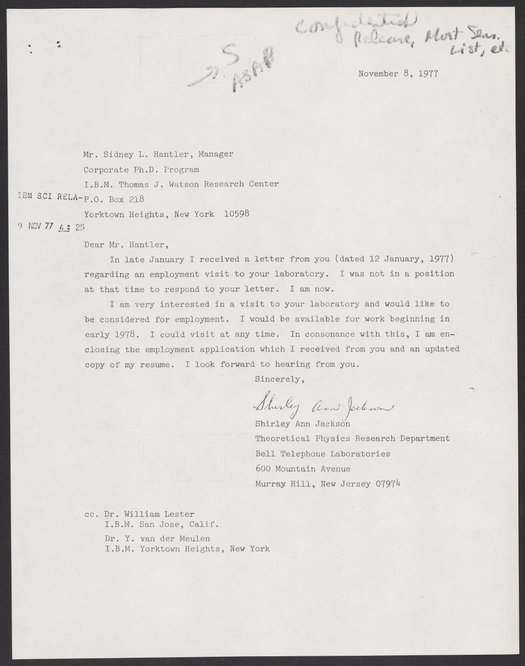 Confidential
Release, Most Sens.
List, etc
S
ASAP
November 8, 1977
Mr. Sidney L. Hantler, Manager
Corporate Ph.D. Program
I.B.M. Thomas J. Watson Research Center
IBM SCI RELA-
P.O. Box 218
Yorktown Heights, New York 10598
9 NOV 77 4: 25
Dear Mr. Hantler,
In late January I received a letter from you (dated 12 January, 1977)
regarding an employment visit to your laboratory. I was not in a position
at that time to respond to your letter. I am now.
I am very interested in a visit to your laboratory and would like to
be considered for employment. I would be available for work beginning in
early 1978. I could visit at any time. In consonance with this, I am en-
closing the employment application which I received from you and an updated
copy of my resume. I look forward to hearing from you.
Sincerely,
Shirley Ann Jackson
Shirley Ann Jackson
Theoretical Physics Research Department
Bell Telephone Laboratories
600 Mountain Avenue
Murray Hill, New Jersey 07974
cc. Dr. William Lester
I.B.M. San Jose, Calif.
Dr. Y. van der Meulen
I.B.M. Yorktown Heights, New York